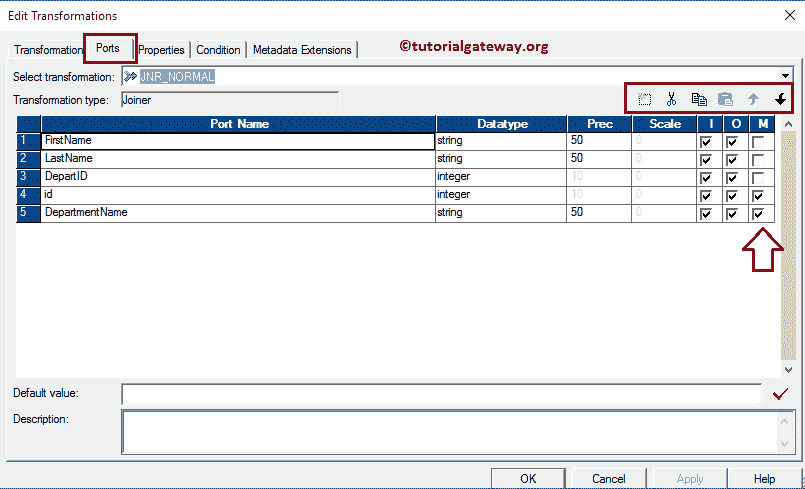 Edit Transformations
Transformation Ports Properties Condition Metadata Extensions ©tutorialgateway.org
Select transformation: JNR_NORMAL
Transformation type: Joiner
Port Name Datatype Prec Scale I O M
1 FirstName string 50 0
2 LastName string 50 0
3 DepartID integer 10 0
4 id integer 10 0
5 DepartmentName string 50 0
Default value:
Description:
OK Cancel Apply Help